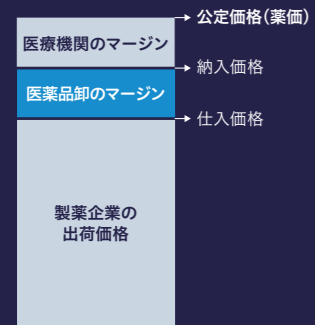 公定価格(薬価)
医療機関のマージン
納入価格
医薬品卸のマージン
仕入価格
製薬企業の
出荷価格